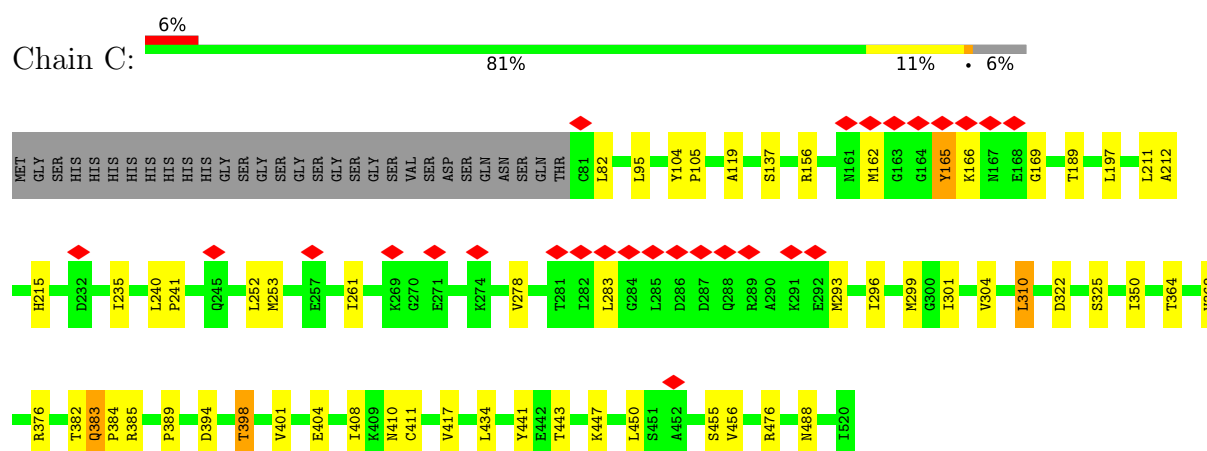 6%
Chain C:
81% 11% • 6%
MET GLY SER HIS HIS HIS HIS HIS HIS HIS HIS GLY SER GLY SER GLY SER GLY SER GLY SER VAL SER ASP SER GLN ASN SER GLN THR C81 L82 L95 Y104 P105 A119 S137 R156 N161 M162 G163 G164 Y165 K166 N167 E168 G169 T189 L197 L211 A212
H215 D232 I235 L240 P241 Q245 L252 M253 E257 I261 K269 G270 E271 K274 V278 T281 I282 L283 G284 L285 D286 D287 Q288 R289 A290 K291 E292 M293 I296 M299 G300 I301 V304 L310 D322 S325 I350 T364
R376 T382 Q383 P384 R385 P389 D394 T398 V401 E404 I408 K409 N410 C411 V417 L434 Y441 E442 T443 K447 L450 S451 A452 S455 V456 R476 N488 I520